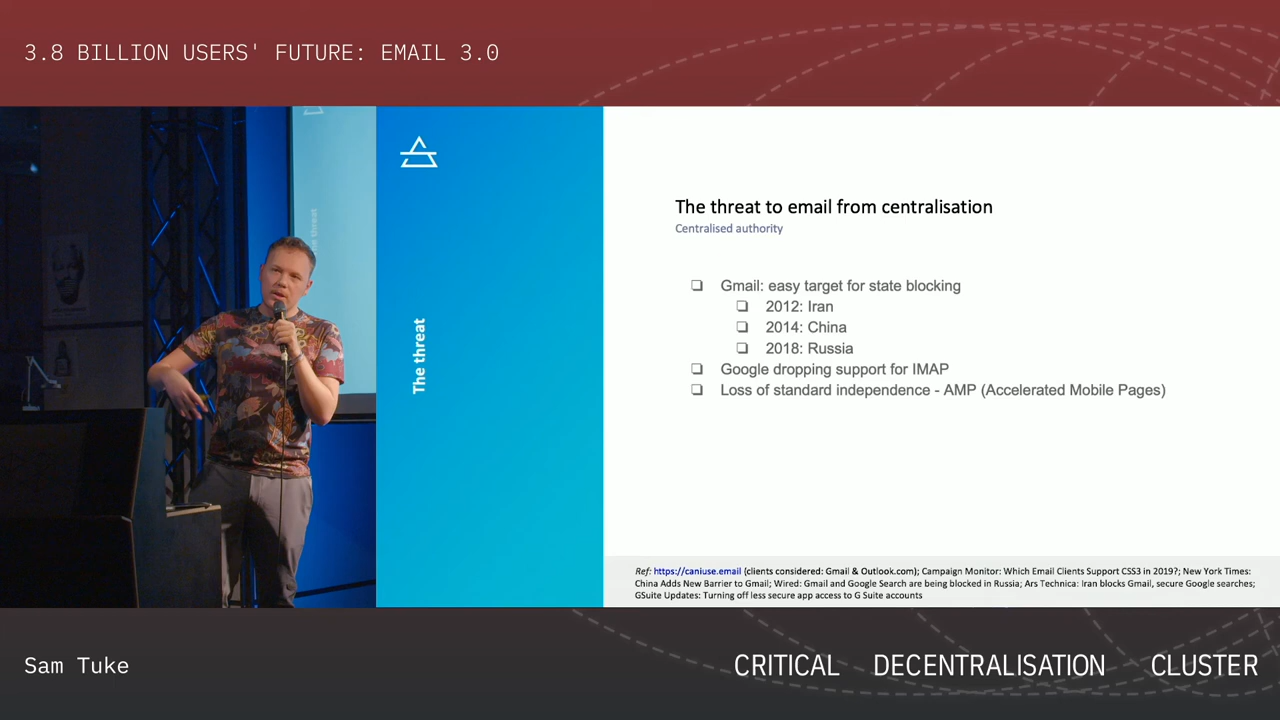 3.8 BILLION USERS' FUTURE: EMAIL 3.0
The threat
The threat to email from centralisation
Centralised authority
❏ Gmail: easy target for state blocking
❏ 2012: Iran
❏ 2014: China
❏ 2018: Russia
❏ Google dropping support for IMAP
❏ Loss of standard independence - AMP (Accelerated Mobile Pages)
Ref: https://caniuse.email (clients considered: Gmail & Outlook.com); Campaign Monitor: Which Email Clients Support CSS3 in 2019?; New York Times:
China Adds New Barrier to Gmail; Wired: Gmail and Google Search are being blocked in Russia; Ars Technica: Iran blocks Gmail, secure Google searches;
GSuite Updates: Turning off less secure app access to G Suite accounts
Sam Tuke
CRITICAL DECENTRALISATION CLUSTER